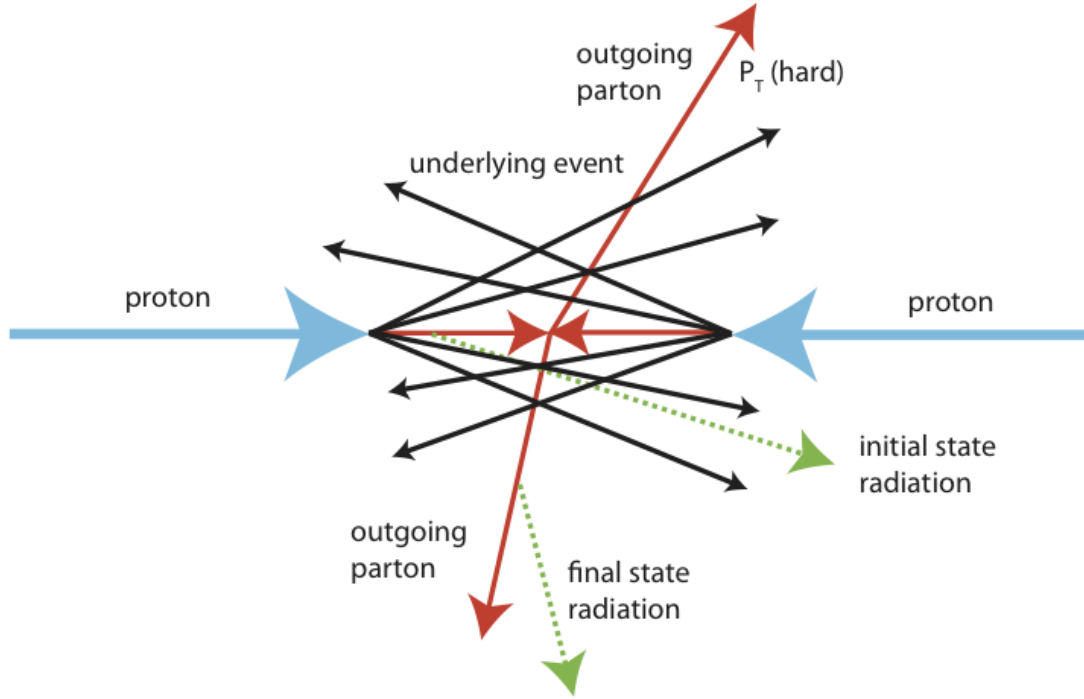 outgoing
parton
P_T (hard)
underlying event
proton
proton
initial state
radiation
outgoing
parton
final state
radiation